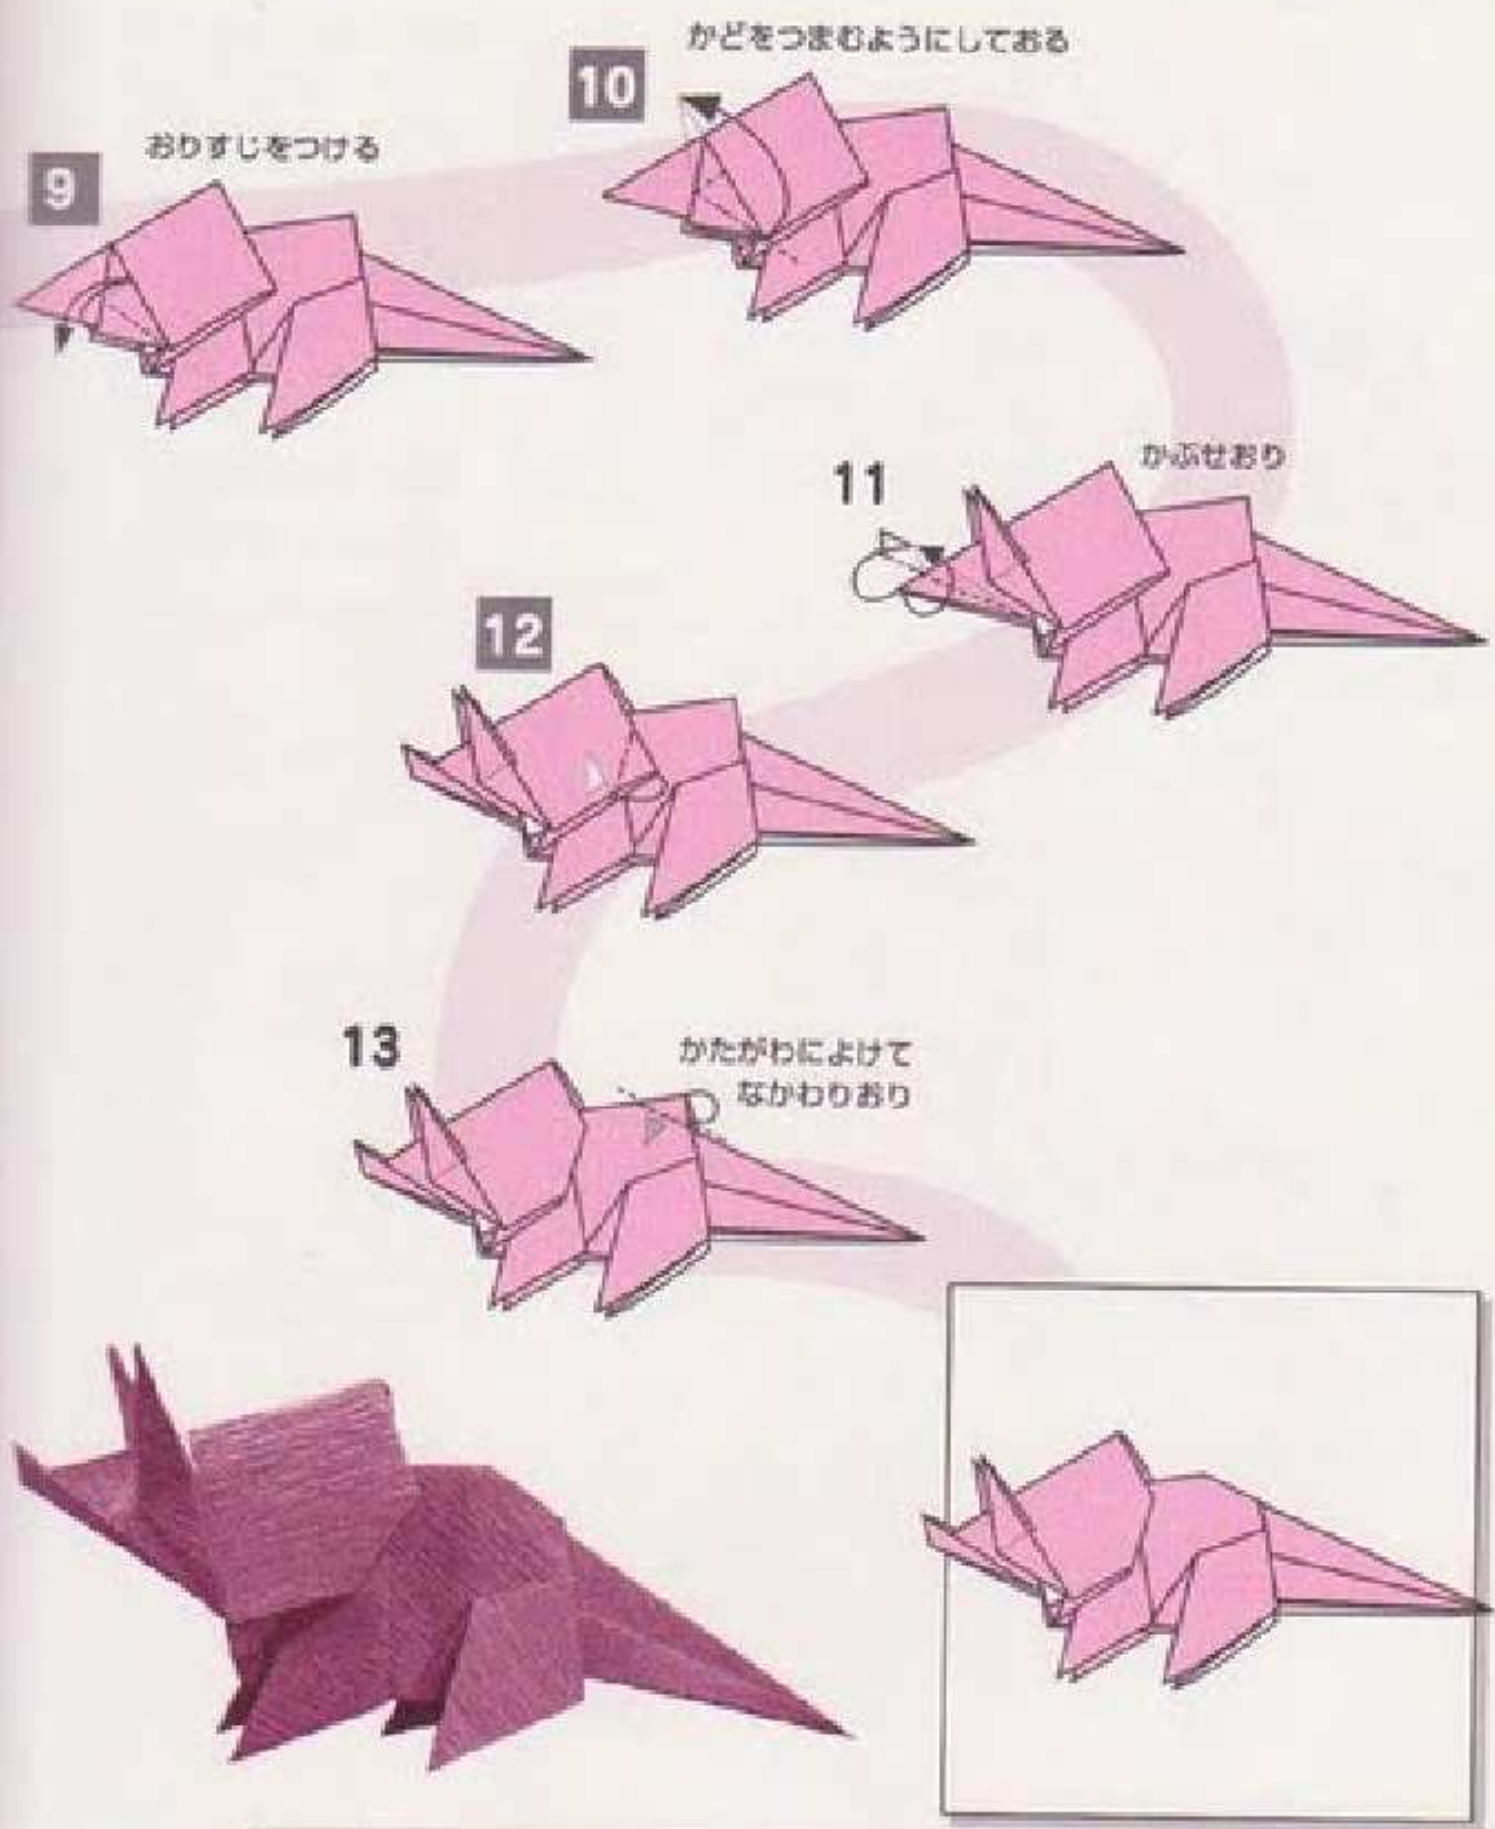 9
おりすじをつける
10
かどをつまむようにしておる
11
かぶせおり
12
13
かたがわによけて
なかわりおり